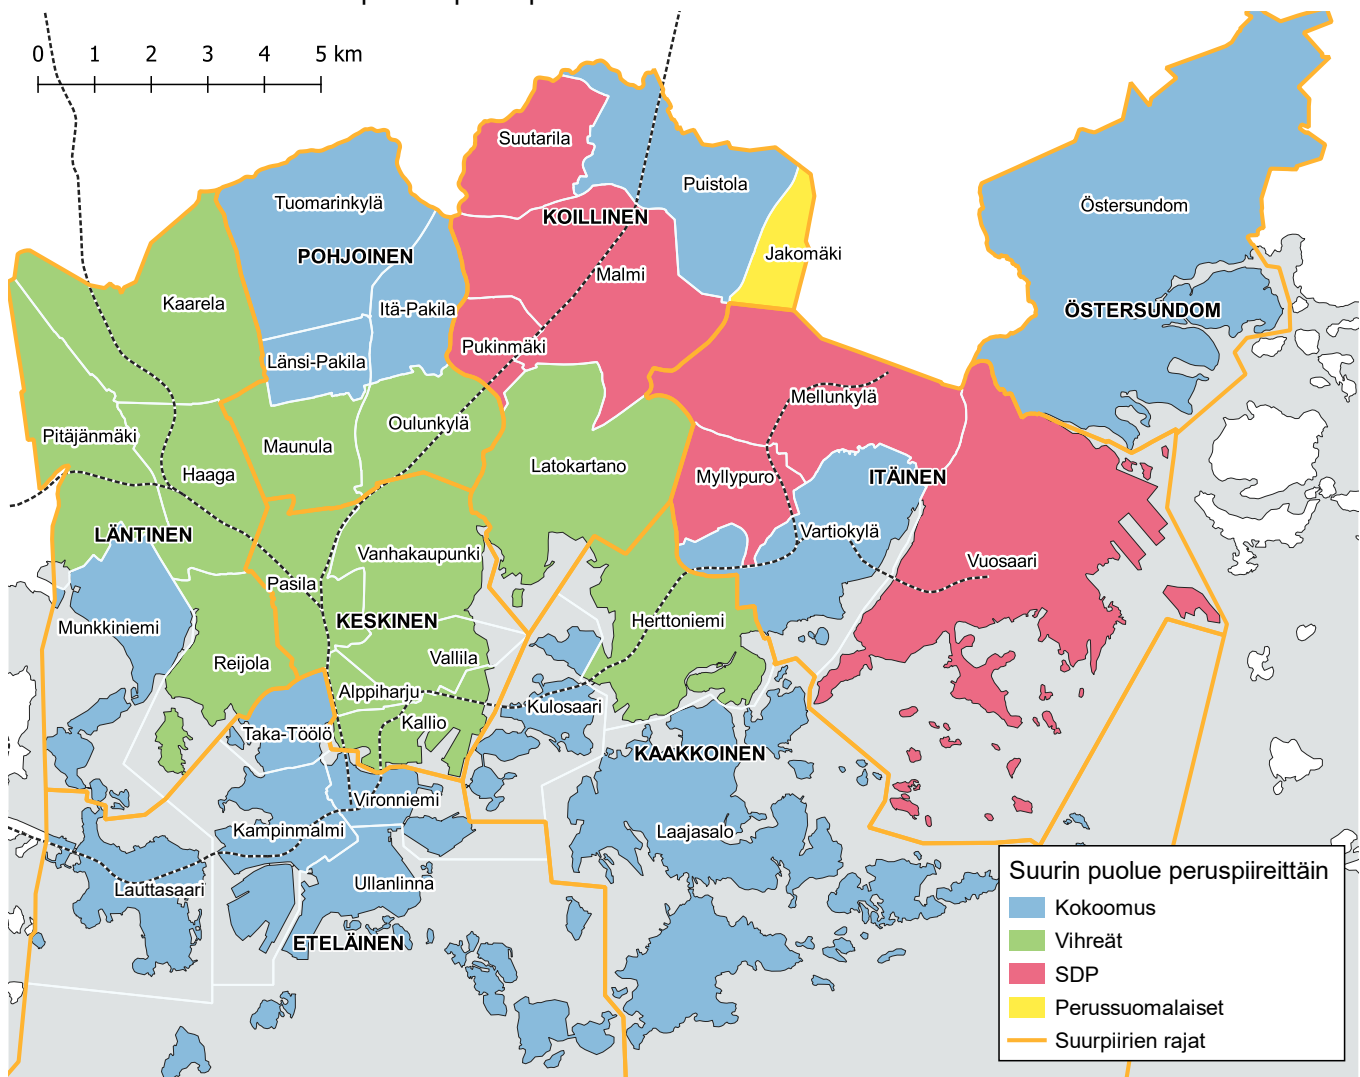 0 1 2 3 4 5 km
Suutarila
Puistola
Tuomarinkylä
Östersundom
KOILLINEN
POHJOINEN
Jakomäki
Malmi
Kaarela
Itä-Pakila
ÖSTERSUNDOM
Pukinmäki
Länsi-Pakila
Mellunkylä
Oulunkylä
Pitäjänmäki
Maunula
Latokartano
Haaga
Myllypuro
ITÄINEN
LÄNTINEN
Vartiokylä
Vanhakaupunki
Vuosaari
Pasila
Munkkiniemi
KESKINEN
Herttoniemi
Reijola
Vallila
Alppiharju
Kulosaari
Kallio
Taka-Töölö
KAAKKOINEN
Vironniemi
Kampinmalmi
Laajasalo
Lauttasaari
Ullanlinna
ETELÄINEN
Suurin puolue peruspiireittäin
Kokoomus
Vihreät
SDP
Perussuomalaiset
Suurpiirien rajat